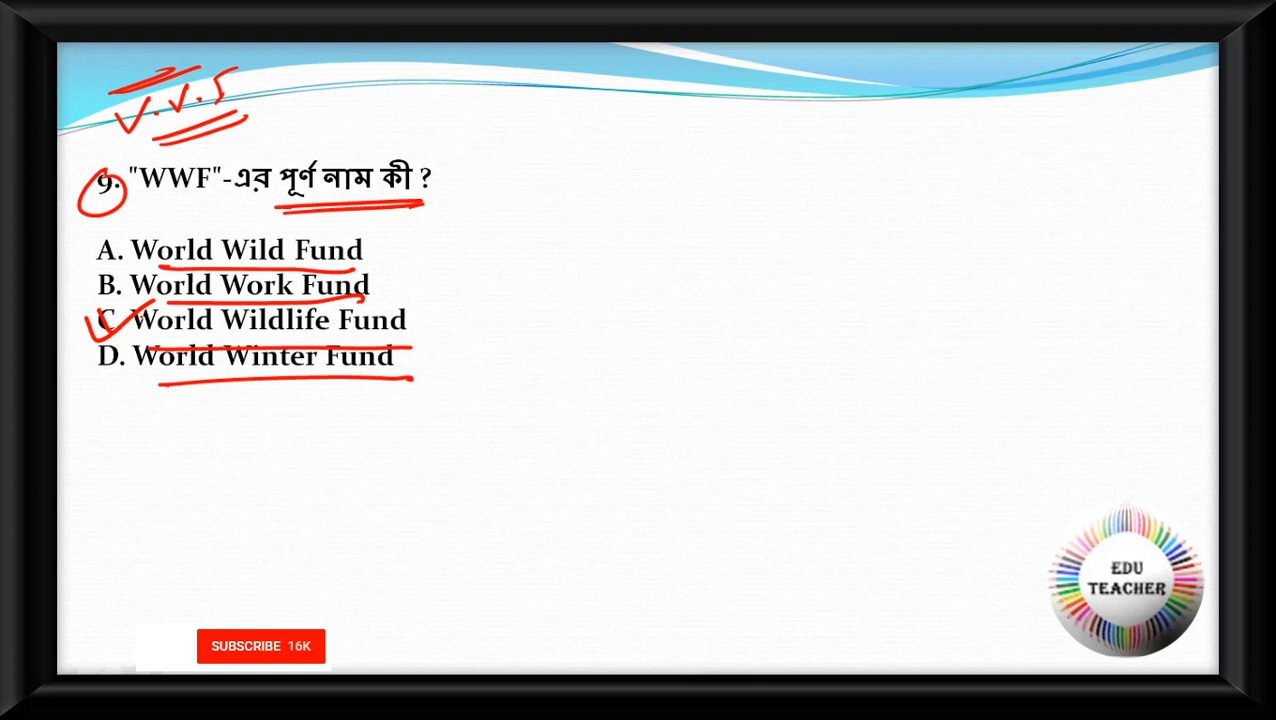 V.V.I
9. "WWF"-এর পূর্ণ নাম কী ?
A. World Wild Fund
B. World Work Fund
C World Wildlife Fund
D. World Winter Fund
EDU
TEACHER
SUBSCRIBE 16K